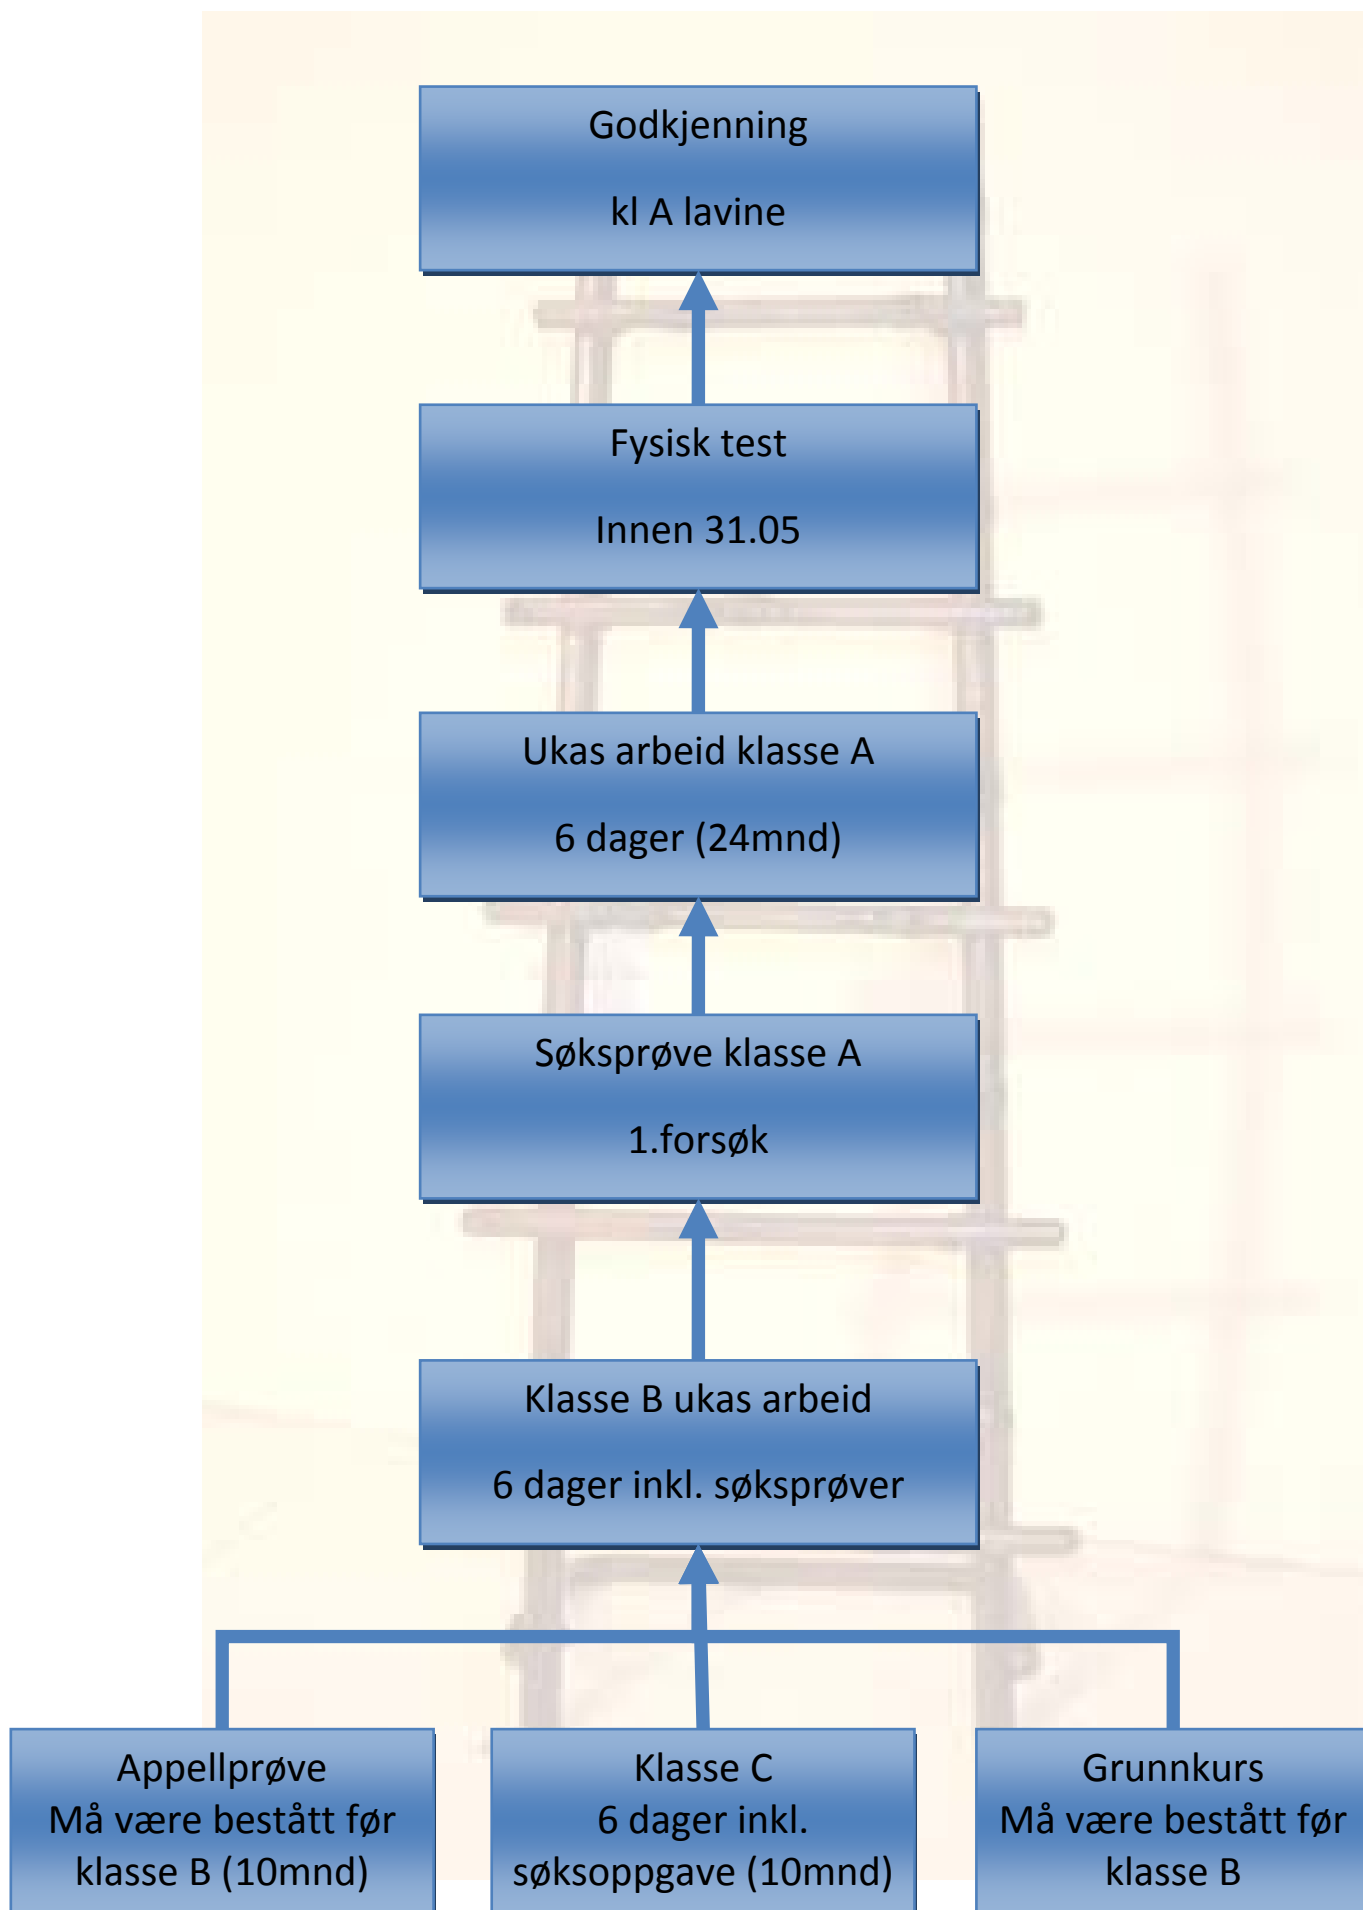 Godkjenning
kl A lavine
Fysisk test
Innen 31.05
Ukas arbeid klasse A
6 dager (24mnd)
Søksprøve klasse A
1.forsøk
Klasse B ukas arbeid
6 dager inkl. søksprøver
Appellprøve
Må være bestått før
klasse B (10mnd)
Klasse C
6 dager inkl.
søksoppgave (10mnd)
Grunnkurs
Må være bestått før
klasse B